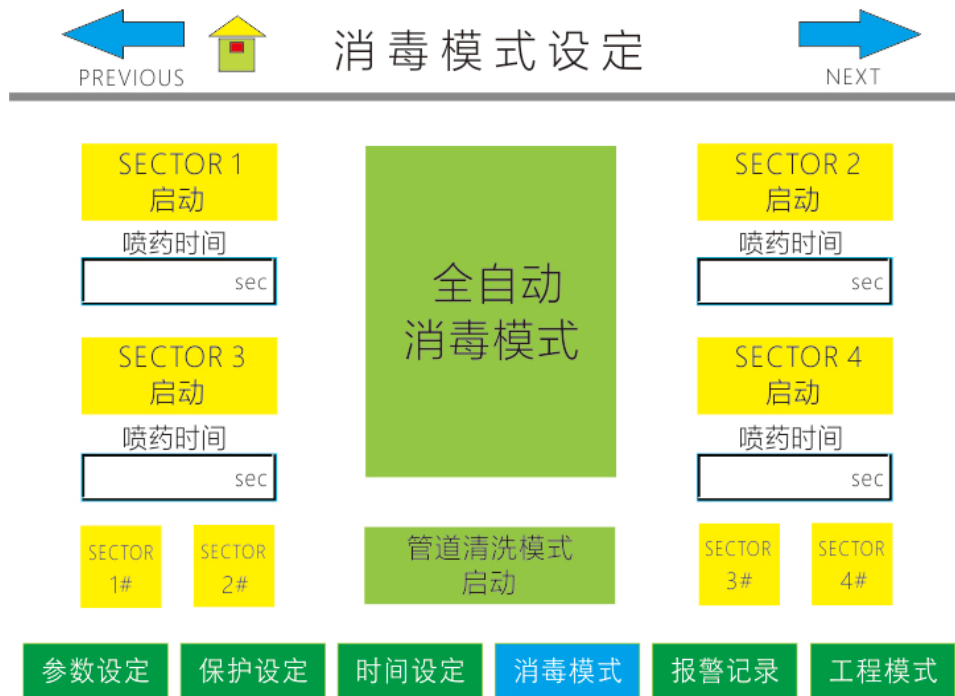 PREVIOUS
消毒模式设定
NEXT
SECTOR 1
启动
喷药时间
sec
SECTOR 2
启动
喷药时间
sec
全自动
消毒模式
SECTOR 3
启动
喷药时间
sec
SECTOR 4
启动
喷药时间
sec
SECTOR
1#
SECTOR
2#
管道清洗模式
启动
SECTOR
3#
SECTOR
4#
参数设定
保护设定
时间设定
消毒模式
报警记录
工程模式